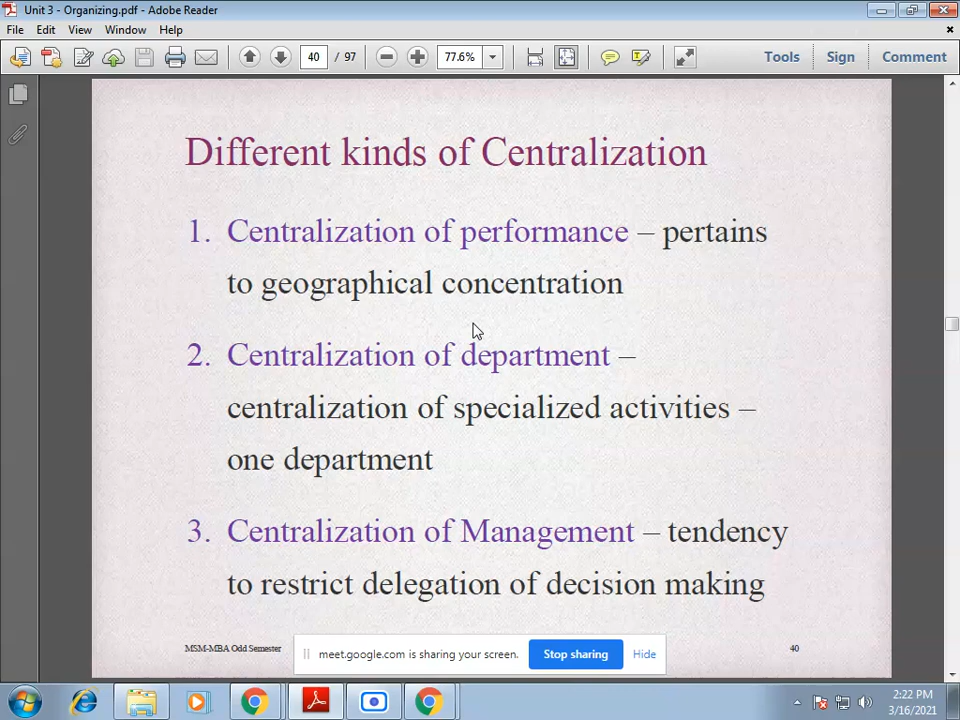 Unit 3 - Organizing.pdf - Adobe Reader
File Edit View Window Help
40 / 97 77.6% Tools Sign Comment
Different kinds of Centralization
1. Centralization of performance – pertains
to geographical concentration
2. Centralization of department –
centralization of specialized activities –
one department
3. Centralization of Management – tendency
to restrict delegation of decision making
MSM-MBA Odd Semester
meet.google.com is sharing your screen. Stop sharing Hide
40
2:22 PM
3/16/2021